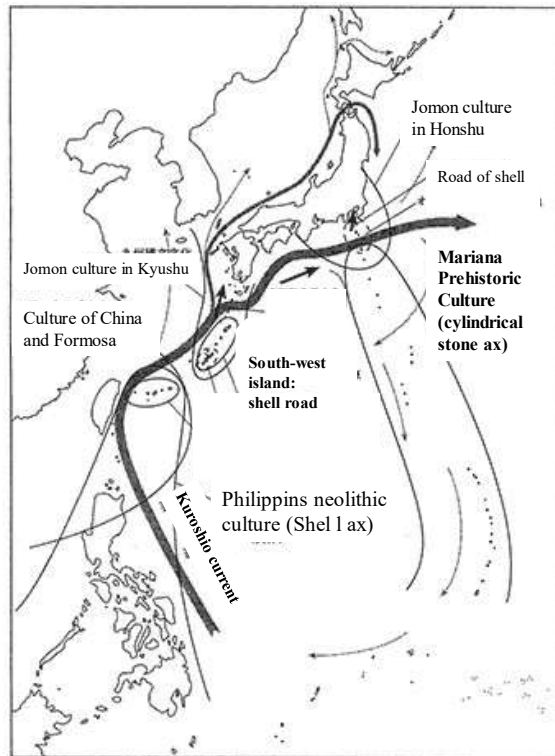 Jomon culture
in Honshu
Road of shell
Jomon culture in Kyushu
Mariana
Prehistoric
Culture
(cylindrical
stone ax)
Culture of China
and Formosa
South-west
island:
shell road
Philippins neolithic
culture (Shel l ax)
Kuroshio current